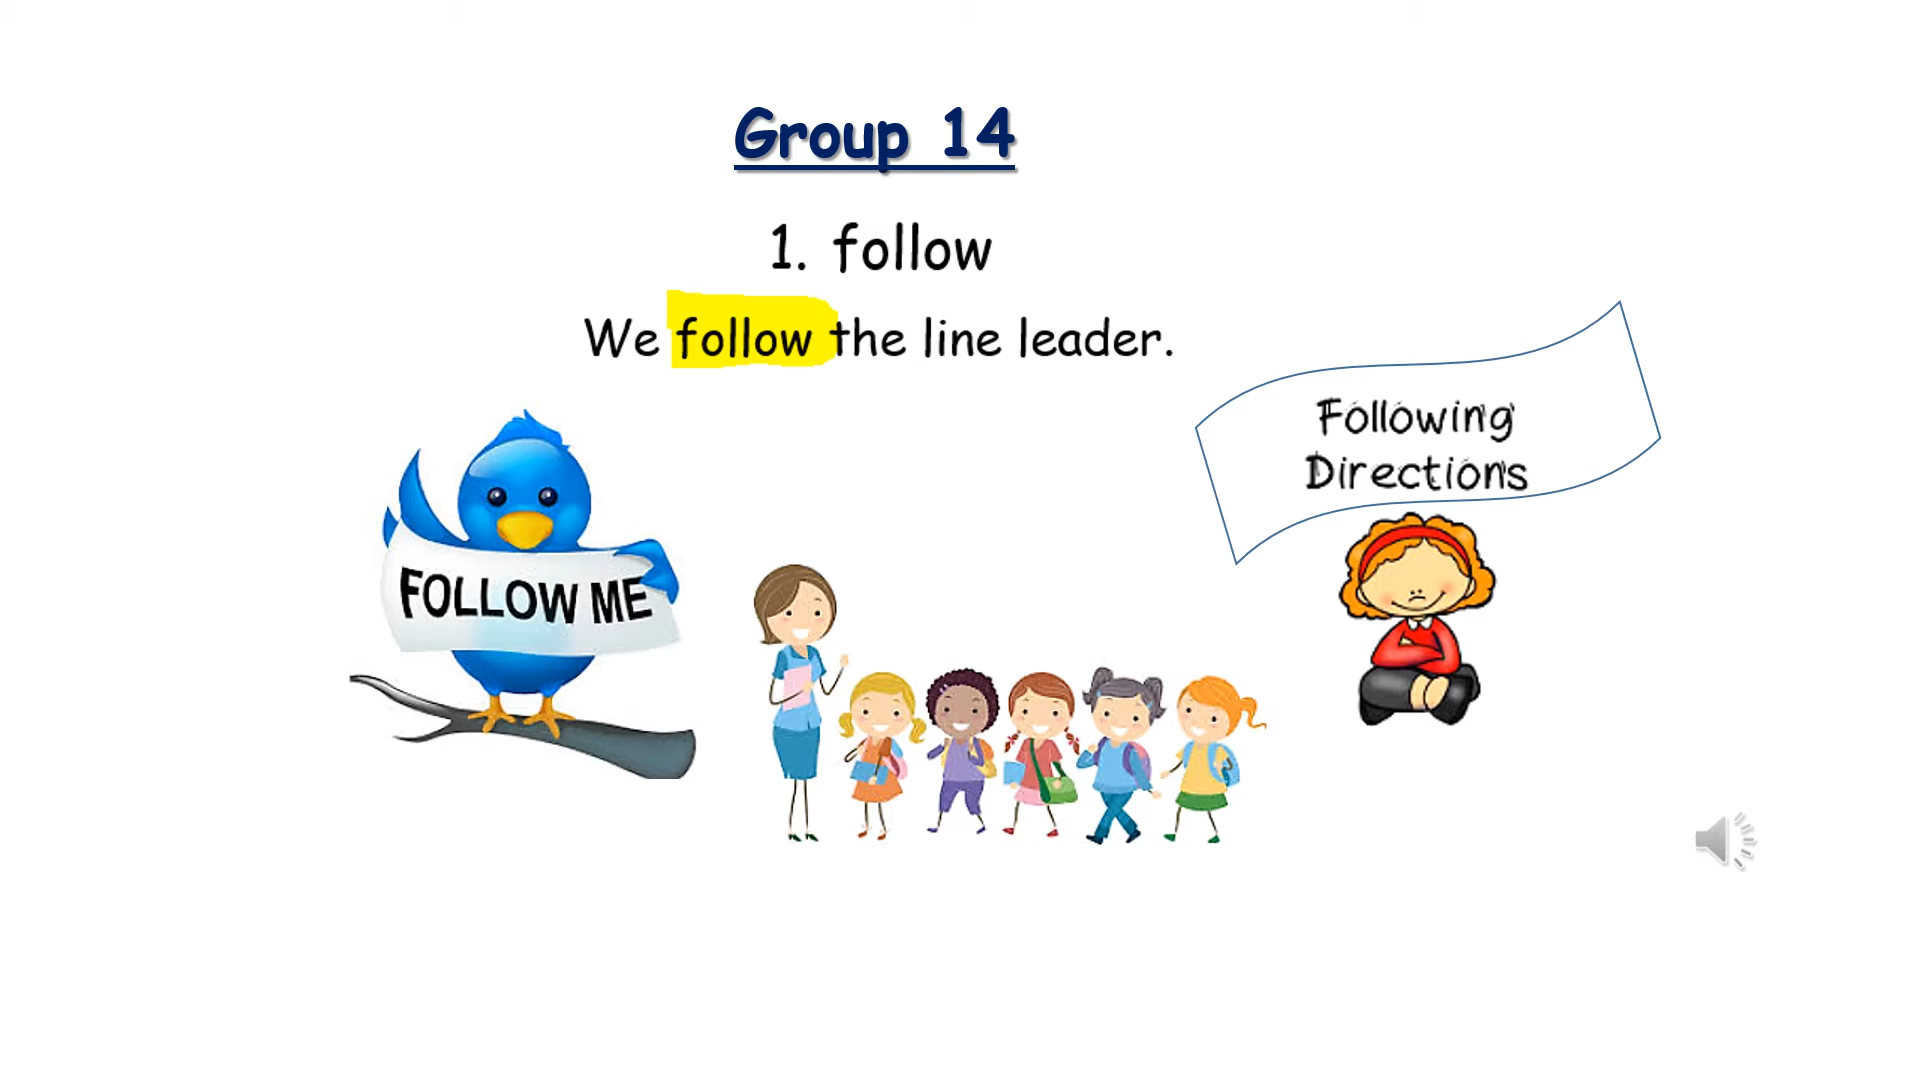 Group 14
1. follow
We follow the line leader.
Following
Directions
FOLLOW ME